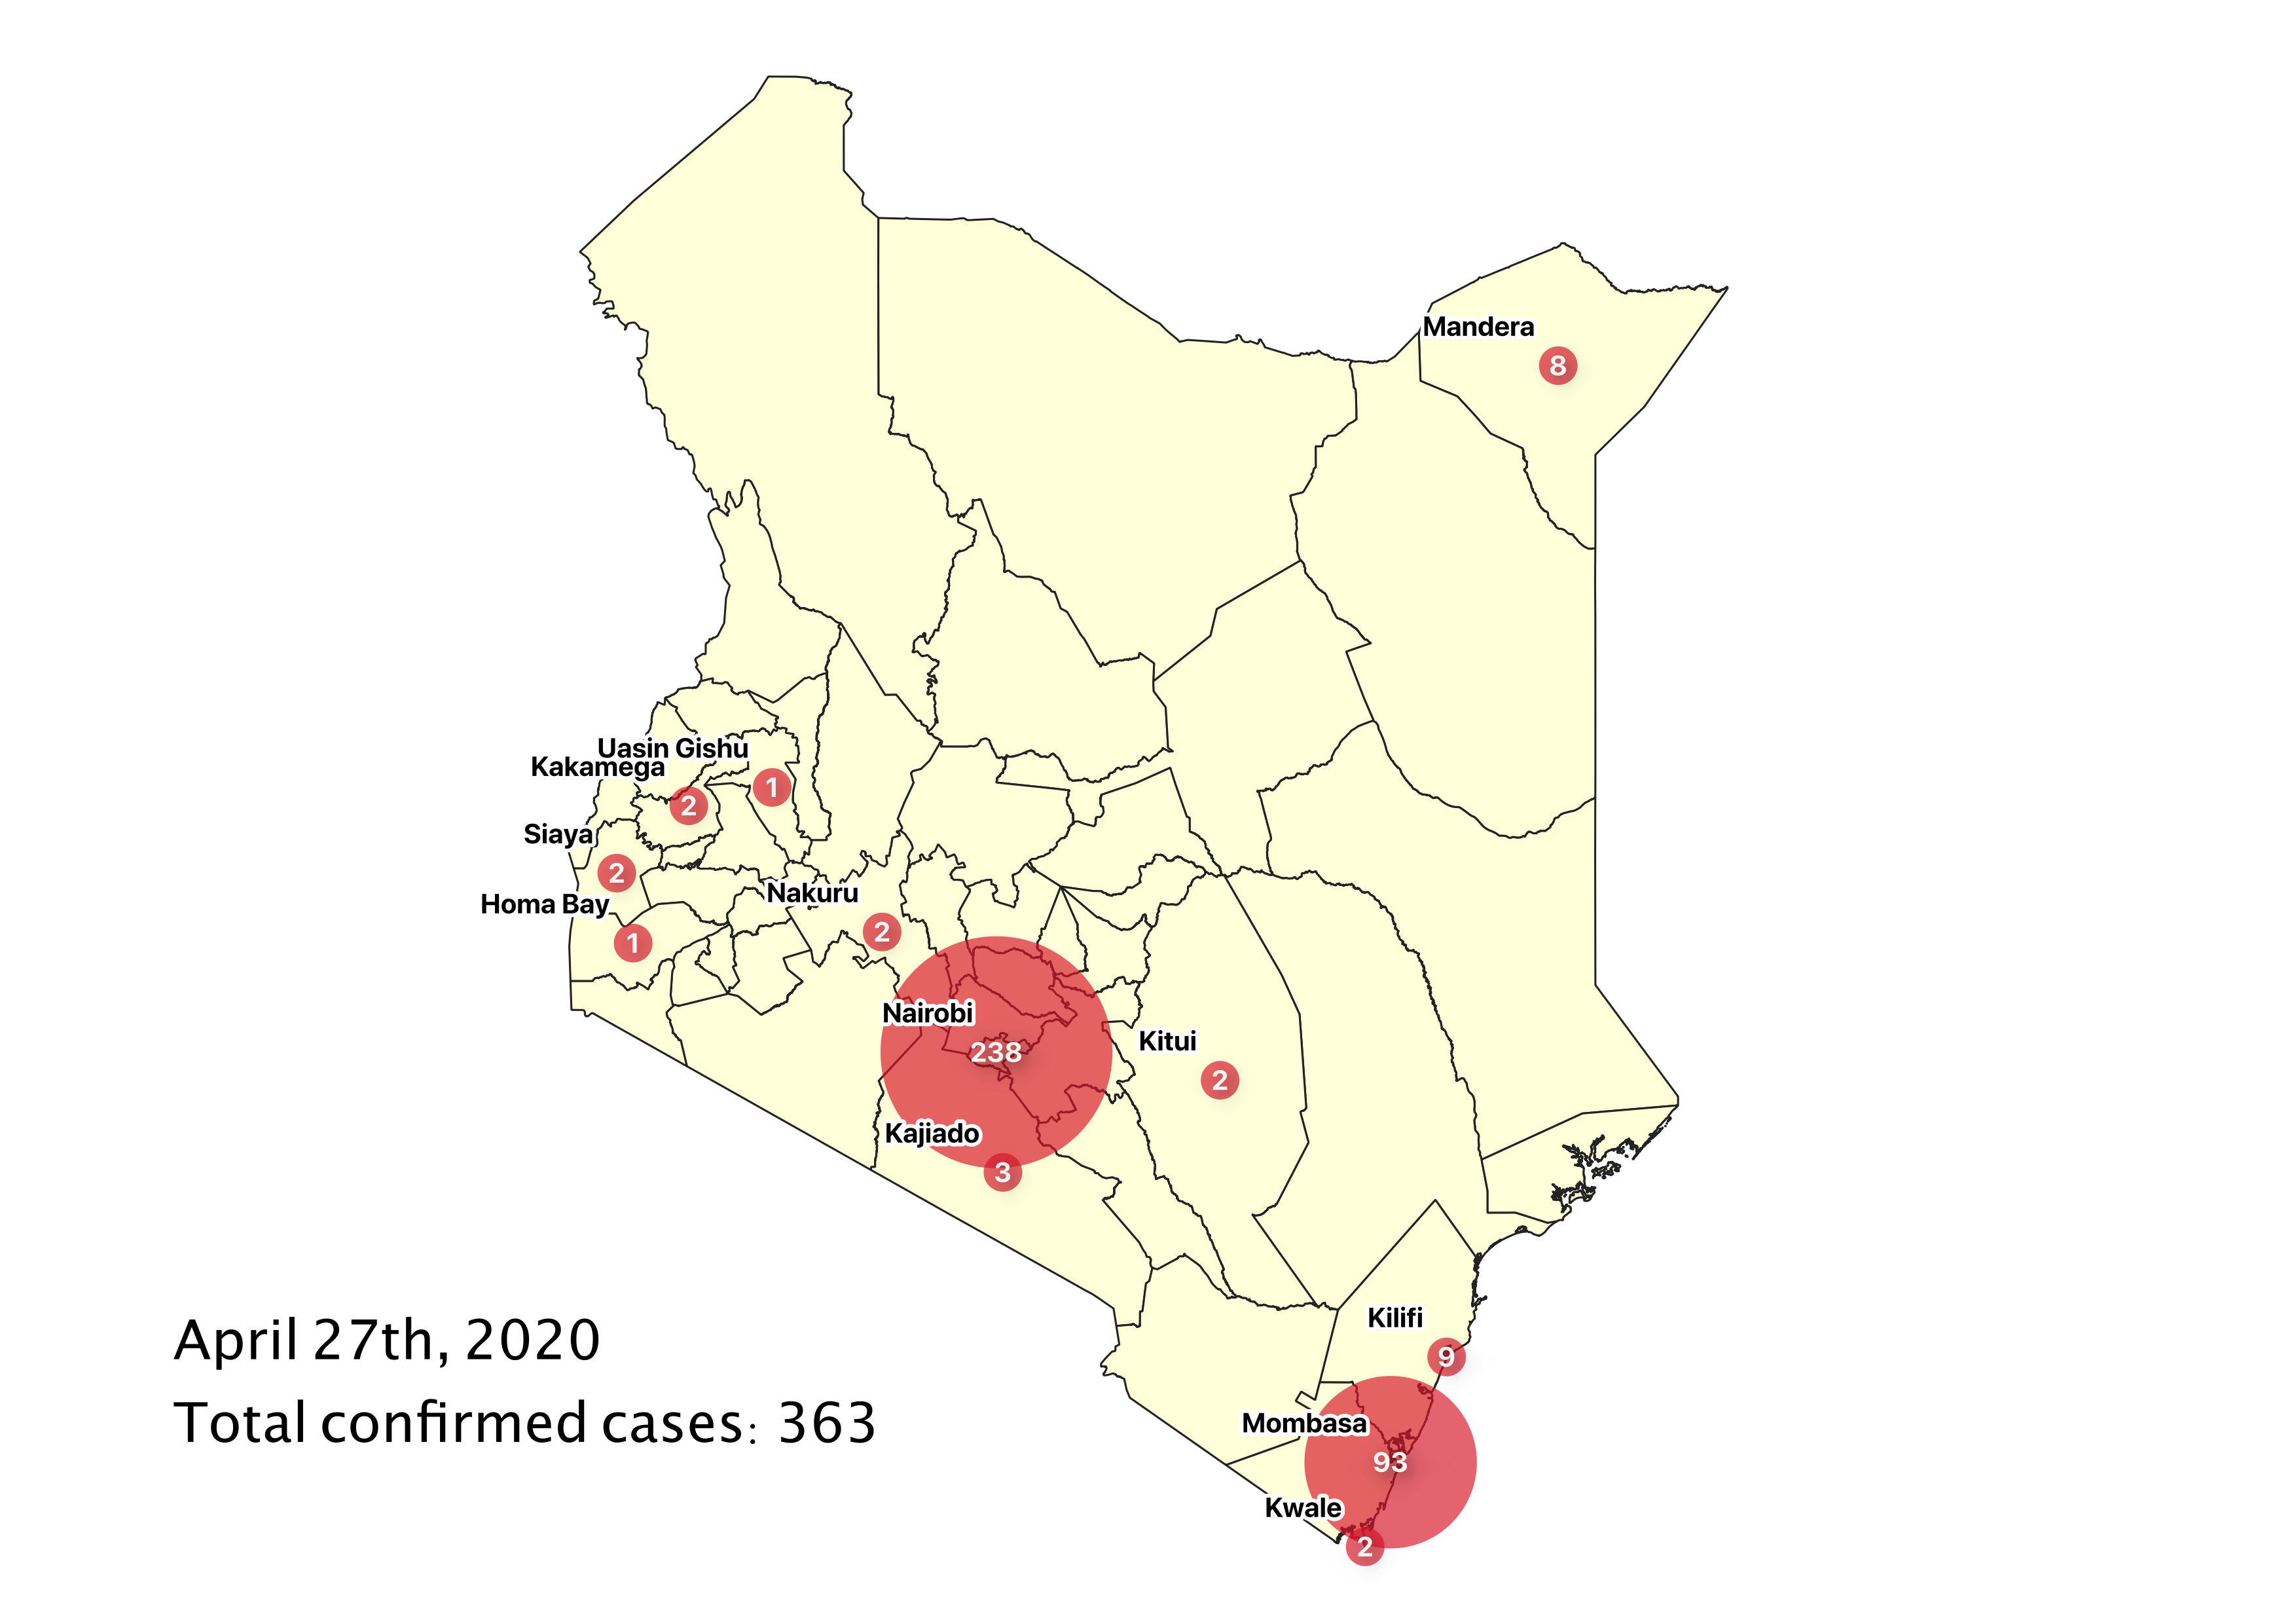 Mandera
8
Uasin Gishu
Kakamega
1
2
Siaya
2
Nakuru
Homa Bay
2
1
Nairobi
Kitui
238
2
Kajiado
3
April 27th, 2020
Total confirmed cases: 363
Kilifi
9
Mombasa
93
Kwale
2